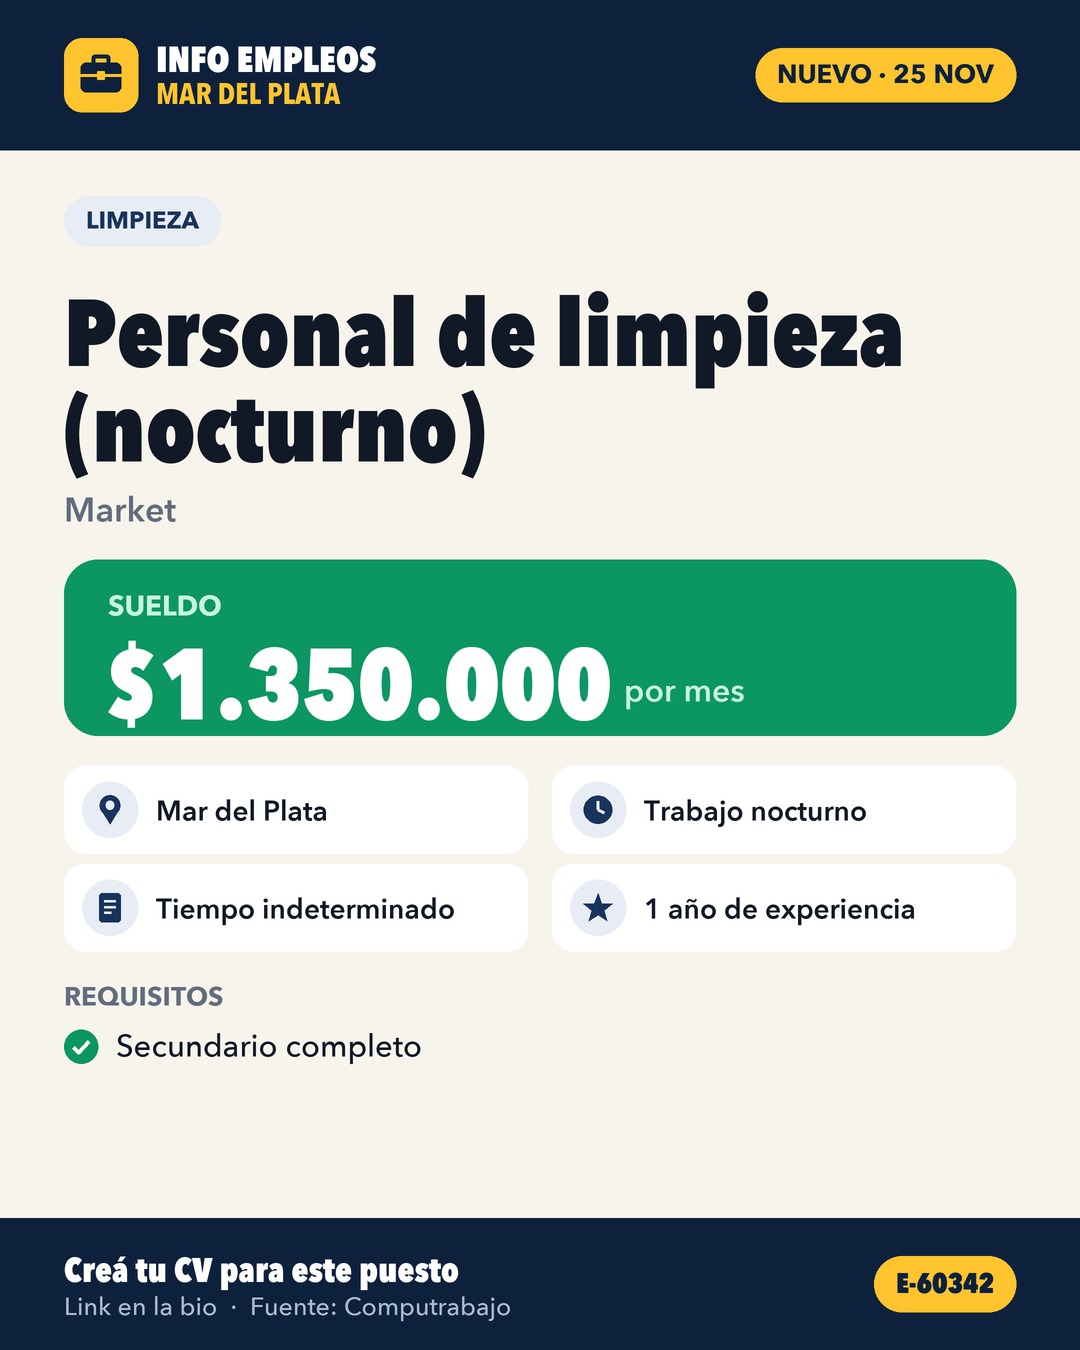 INFO EMPLEOS
MAR DEL PLATA
NUEVO · 25 NOV
LIMPIEZA
Personal de limpieza
(nocturno)
Market
SUELDO
$1.350.000 por mes
Mar del Plata
Trabajo nocturno
Tiempo indeterminado
1 año de experiencia
REQUISITOS
Secundario completo
Creá tu CV para este puesto
Link en la bio · Fuente: Computrabajo
E-60342